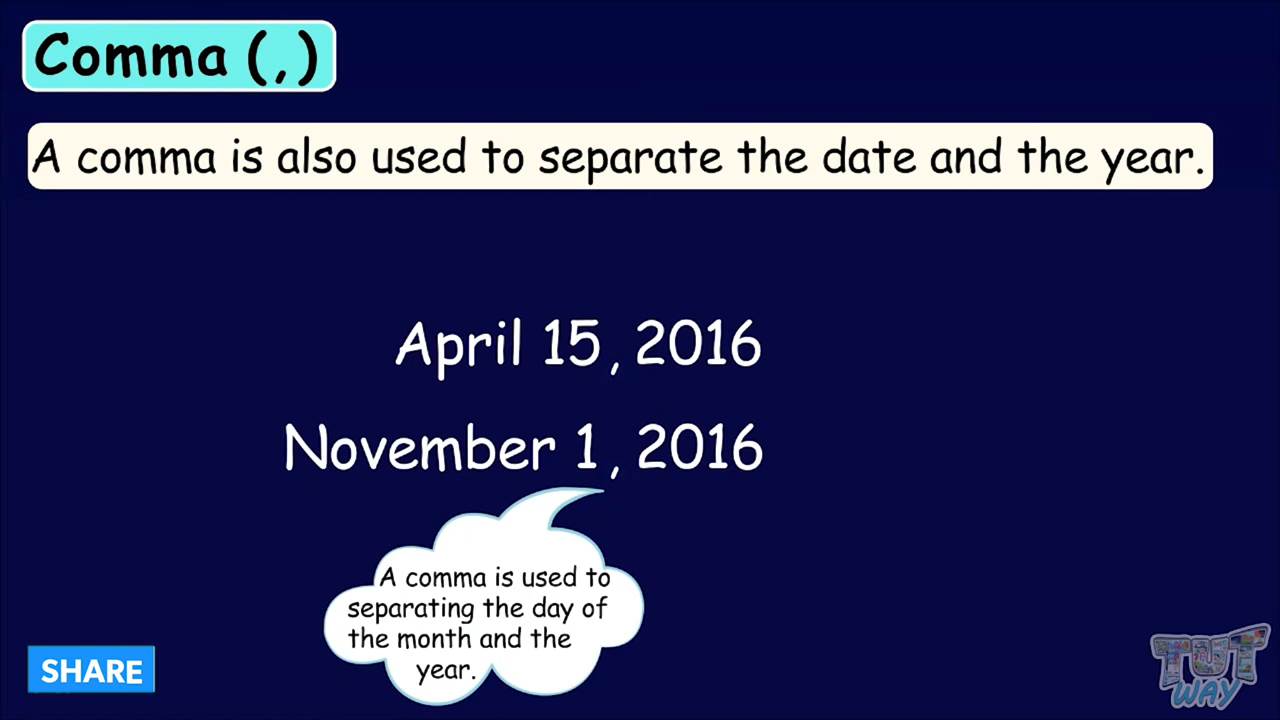 Comma (,)
A comma is also used to separate the date and the year.
April 15, 2016
November 1, 2016
A comma is used to
separating the day of
the month and the
year.
SHARE
TUT
WAY